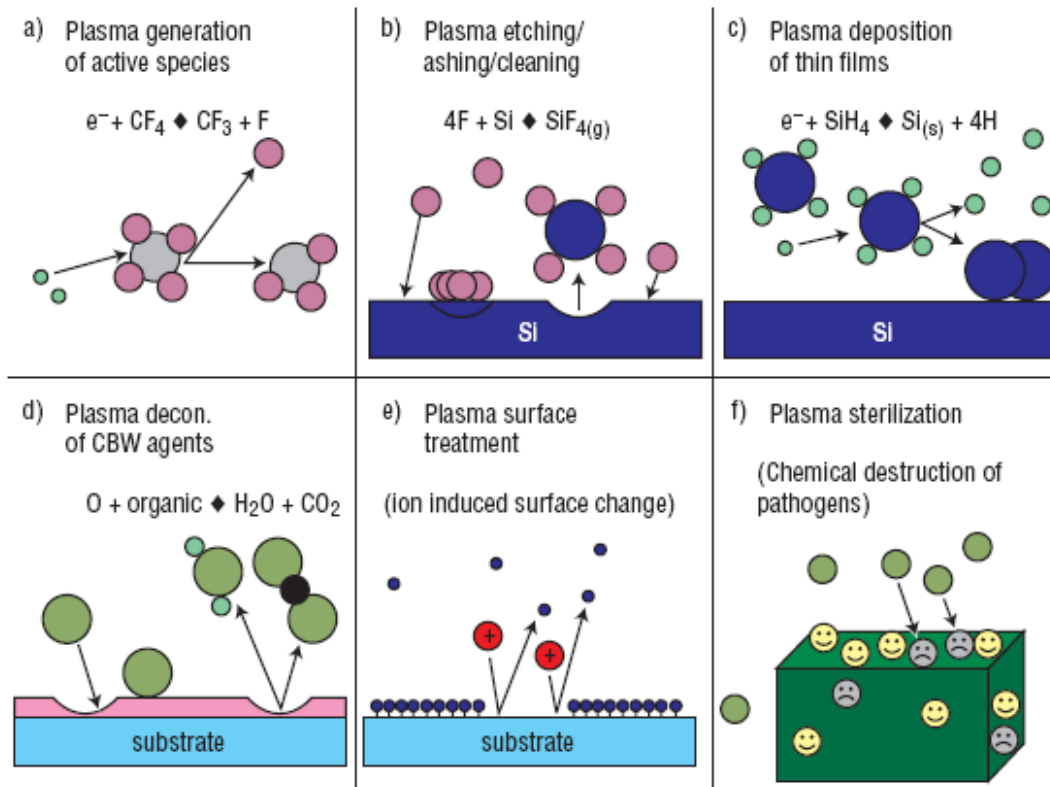 a) Plasma generation
of active species
e⁻ + CF₄ ♦ CF₃ + F
b) Plasma etching/
ashing/cleaning
4F + Si ♦ SiF₄(g)
Si
c) Plasma deposition
of thin films
e⁻ + SiH₄ ♦ Si(s) + 4H
Si
d) Plasma decon.
of CBW agents
O + organic ♦ H₂O + CO₂
substrate
e) Plasma surface
treatment
(ion induced surface change)
+
+
substrate
f) Plasma sterilization
(Chemical destruction of
pathogens)